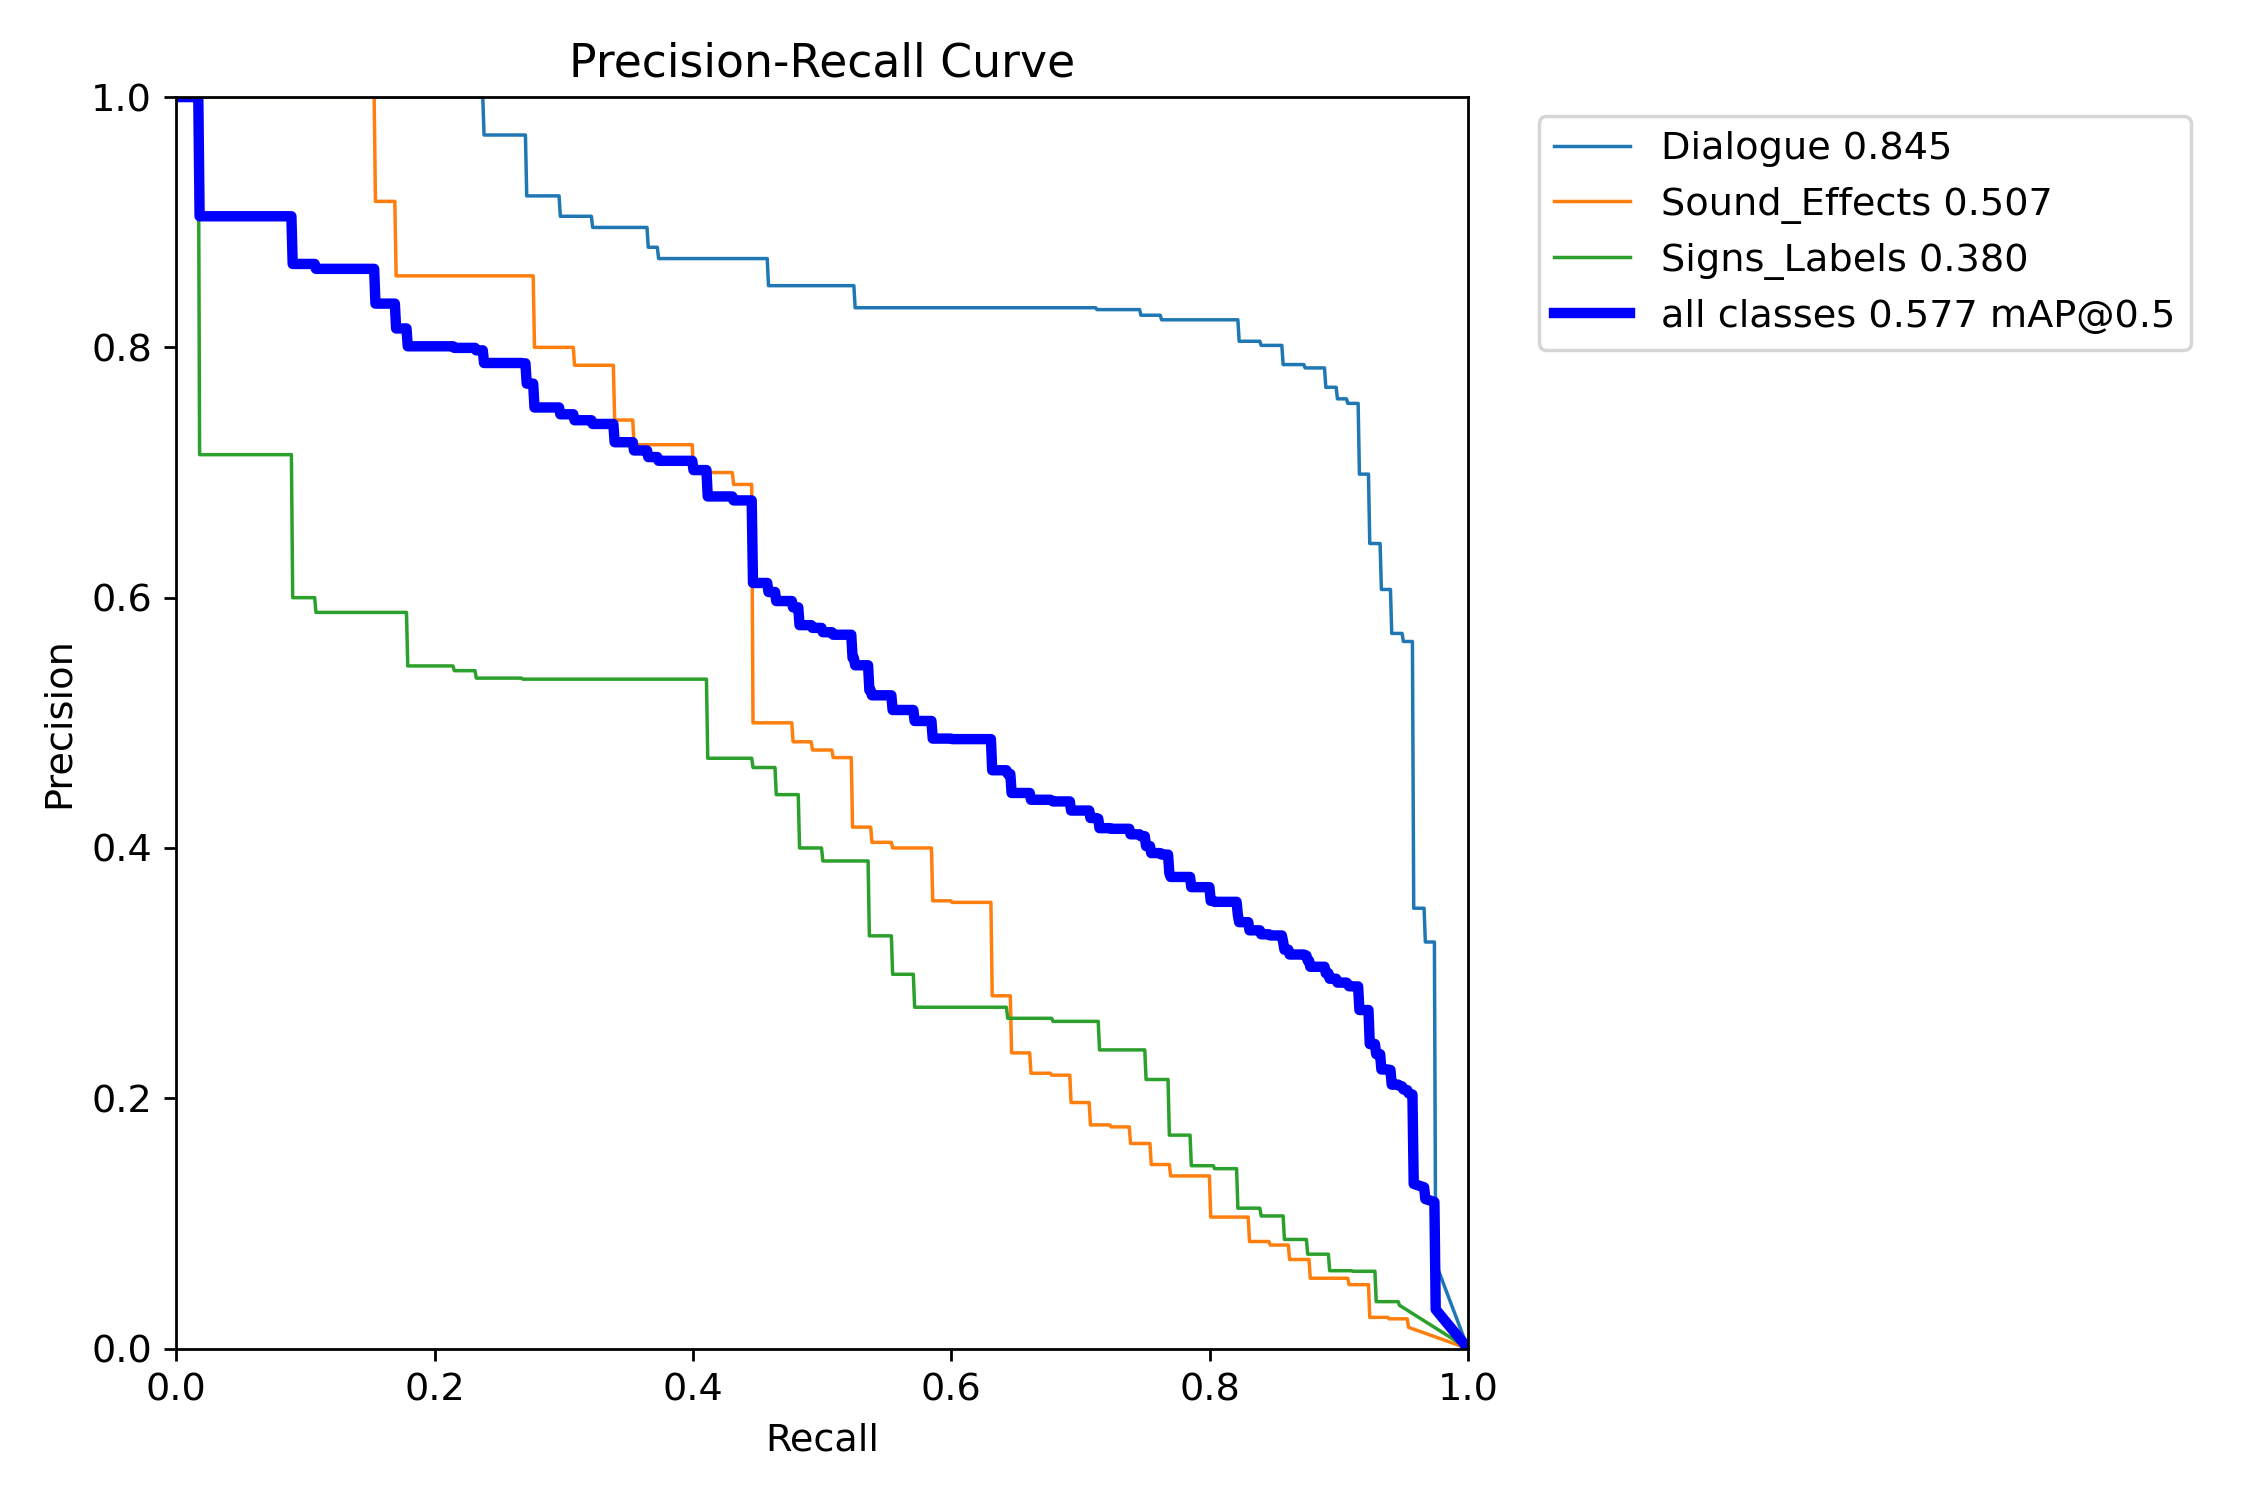 Precision-Recall Curve
1.0
0.8
0.6
0.4
0.2
0.0
Precision
0.0 0.2 0.4 0.6 0.8 1.0
Recall
Dialogue 0.845
Sound_Effects 0.507
Signs_Labels 0.380
all classes 0.577 mAP@0.5